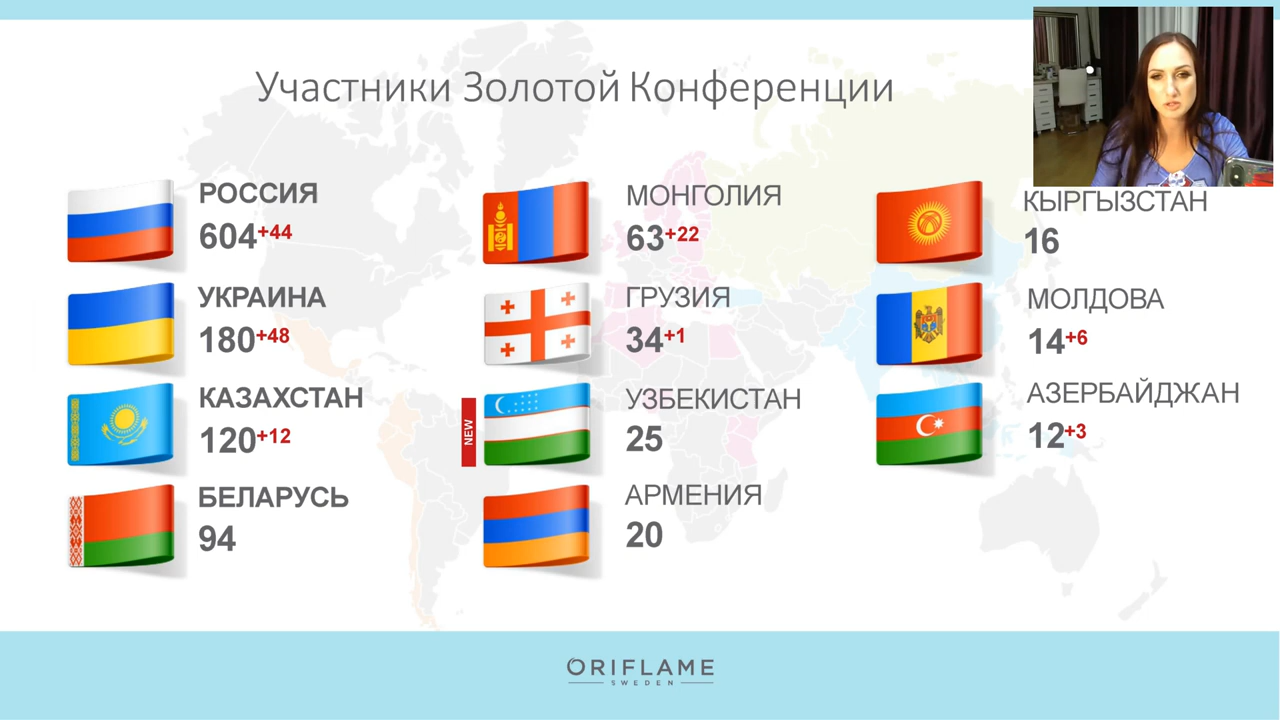 Участники Золотой Конференции
РОССИЯ
604+44
УКРАИНА
180+48
КАЗАХСТАН
120+12
БЕЛАРУСЬ
94
МОНГОЛИЯ
63+22
ГРУЗИЯ
34+1
NEW
УЗБЕКИСТАН
25
АРМЕНИЯ
20
КЫРГЫЗСТАН
16
МОЛДОВА
14+6
АЗЕРБАЙДЖАН
12+3
ORIFLAME
SWEDEN